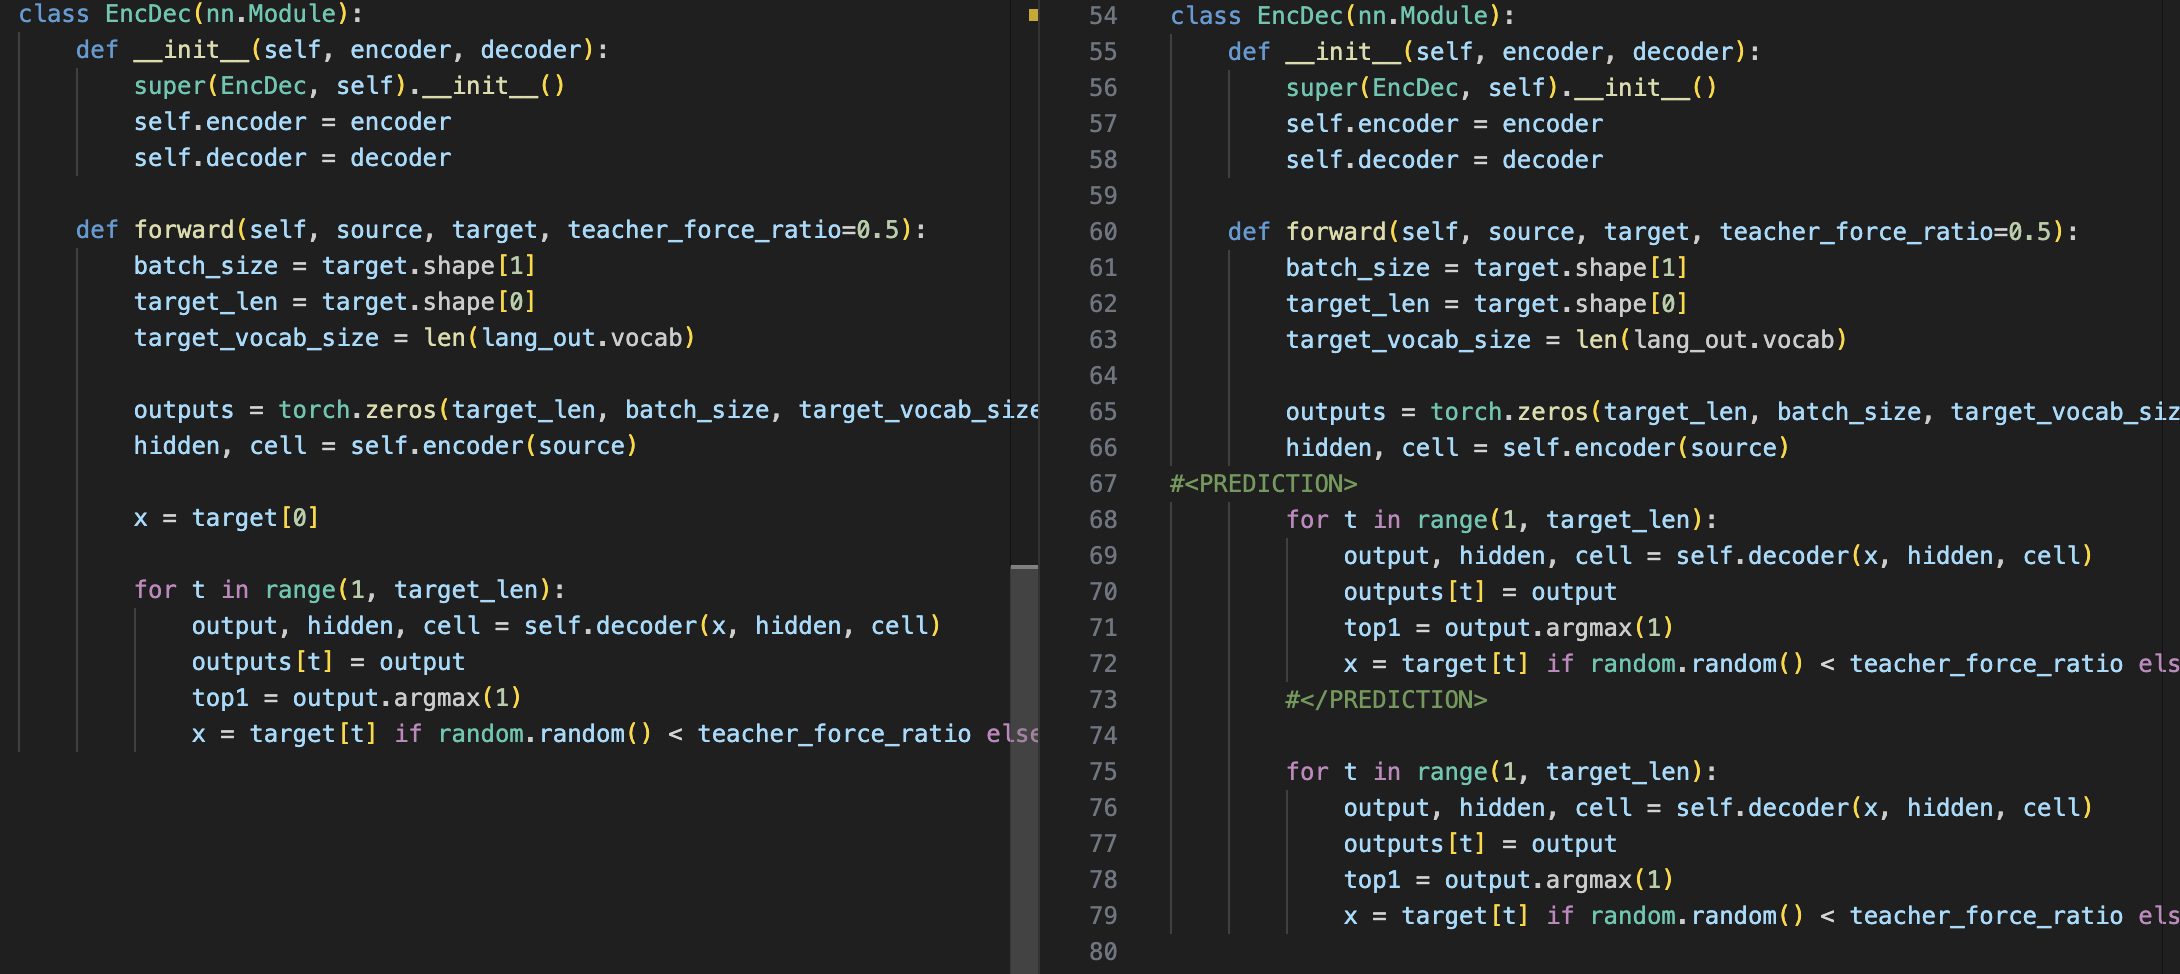 class EncDec(nn.Module):
    def __init__(self, encoder, decoder):
        super(EncDec, self).__init__()
        self.encoder = encoder
        self.decoder = decoder

    def forward(self, source, target, teacher_force_ratio=0.5):
        batch_size = target.shape[1]
        target_len = target.shape[0]
        target_vocab_size = len(lang_out.vocab)

        outputs = torch.zeros(target_len, batch_size, target_vocab_size
        hidden, cell = self.encoder(source)

        x = target[0]

        for t in range(1, target_len):
            output, hidden, cell = self.decoder(x, hidden, cell)
            outputs[t] = output
            top1 = output.argmax(1)
            x = target[t] if random.random() < teacher_force_ratio else
54 class EncDec(nn.Module):
55     def __init__(self, encoder, decoder):
56         super(EncDec, self).__init__()
57         self.encoder = encoder
58         self.decoder = decoder
59
60     def forward(self, source, target, teacher_force_ratio=0.5):
61         batch_size = target.shape[1]
62         target_len = target.shape[0]
63         target_vocab_size = len(lang_out.vocab)
64
65         outputs = torch.zeros(target_len, batch_size, target_vocab_siz
66         hidden, cell = self.encoder(source)
67 #<PREDICTION>
68         for t in range(1, target_len):
69             output, hidden, cell = self.decoder(x, hidden, cell)
70             outputs[t] = output
71             top1 = output.argmax(1)
72             x = target[t] if random.random() < teacher_force_ratio els
73         #</PREDICTION>
74
75         for t in range(1, target_len):
76             output, hidden, cell = self.decoder(x, hidden, cell)
77             outputs[t] = output
78             top1 = output.argmax(1)
79             x = target[t] if random.random() < teacher_force_ratio els
80